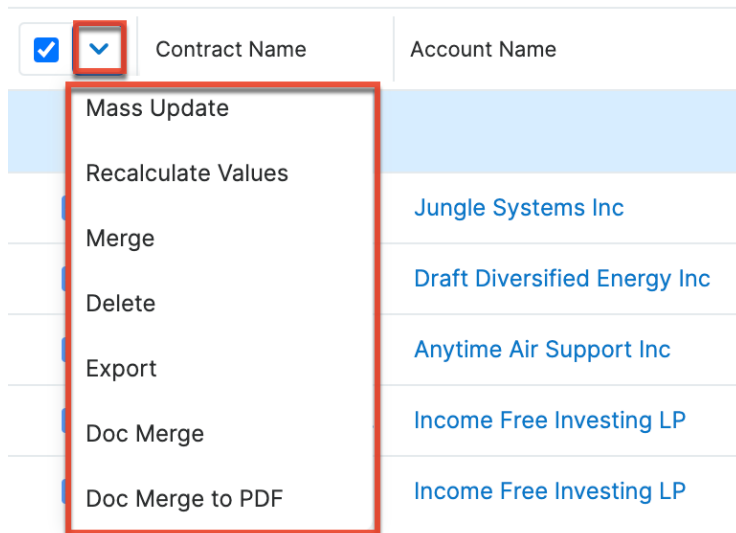 Contract Name
Account Name
Mass Update
Recalculate Values
Jungle Systems Inc
Merge
Draft Diversified Energy Inc
Delete
Anytime Air Support Inc
Export
Income Free Investing LP
Doc Merge
Income Free Investing LP
Doc Merge to PDF